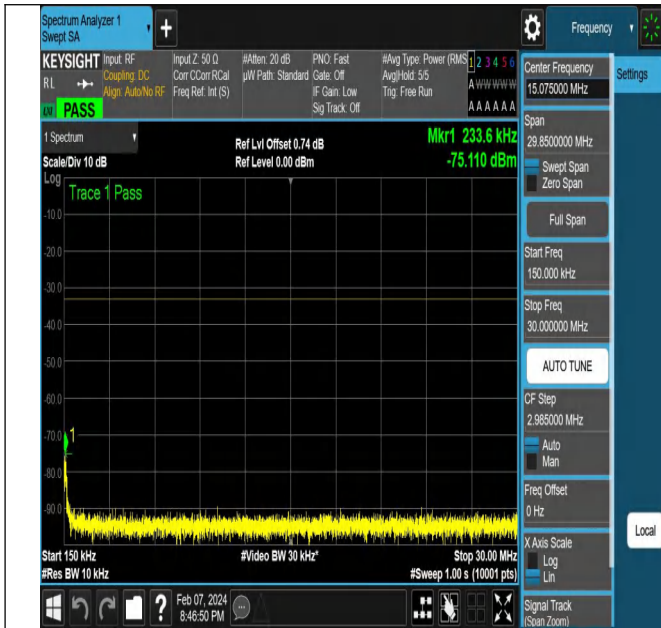 Spectrum Analyzer 1
Swept SA
Frequency
KEYSIGHT
RL
Input: RF
Coupling: DC
Align: Auto/No RF
Input Z: 50 Ω
Corr CCorr RCal
Freq Ref: Int (S)
#Atten: 20 dB
µW Path: Standard
PNO: Fast
Gate: Off
IF Gain: Low
Sig Track: Off
#Avg Type: Power (RMS
Avg|Hold: 5/5
Trig: Free Run
1 2 3 4 5 6
A W W W W W
A A A A A A
PASS
1 Spectrum
Scale/Div 10 dB
Log
Ref Lvl Offset 0.74 dB
Ref Level 0.00 dBm
Mkr1 233.6 kHz
-75.110 dBm
Trace 1 Pass
-10.0
-20.0
-30.0
-40.0
-50.0
-60.0
-70.0
-80.0
-90.0
1
Start 150 kHz
#Res BW 10 kHz
#Video BW 30 kHz*
Stop 30.00 MHz
#Sweep 1.00 s (10001 pts)
Feb 07, 2024
8:46:50 PM
Center Frequency
15.075000 MHz
Settings
Span
29.8500000 MHz
Swept Span
Zero Span
Full Span
Start Freq
150.000 kHz
Stop Freq
30.000000 MHz
AUTO TUNE
CF Step
2.985000 MHz
Auto
Man
Freq Offset
0 Hz
Local
X Axis Scale
Log
Lin
Signal Track
(Span Zoom)